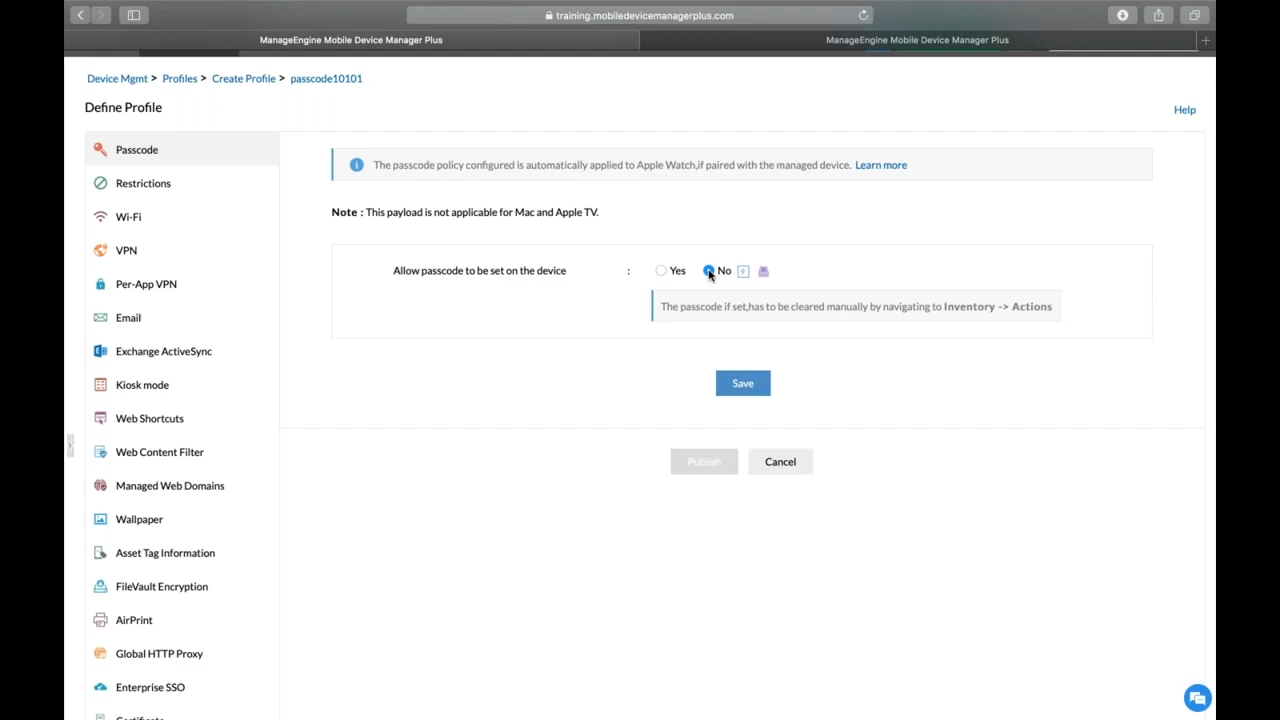 training.mobiledevicemanagerplus.com
ManageEngine Mobile Device Manager Plus
ManageEngine Mobile Device Manager Plus
Device Mgmt > Profiles > Create Profile > passcode10101
Define Profile
Help
Passcode
Restrictions
Wi-Fi
VPN
Per-App VPN
Email
Exchange ActiveSync
Kiosk mode
Web Shortcuts
Web Content Filter
Managed Web Domains
Wallpaper
Asset Tag Information
FileVault Encryption
AirPrint
Global HTTP Proxy
Enterprise SSO
The passcode policy configured is automatically applied to Apple Watch,if paired with the managed device. Learn more
Note : This payload is not applicable for Mac and Apple TV.
Allow passcode to be set on the device : Yes No
The passcode if set,has to be cleared manually by navigating to Inventory -> Actions
Save
Publish Cancel